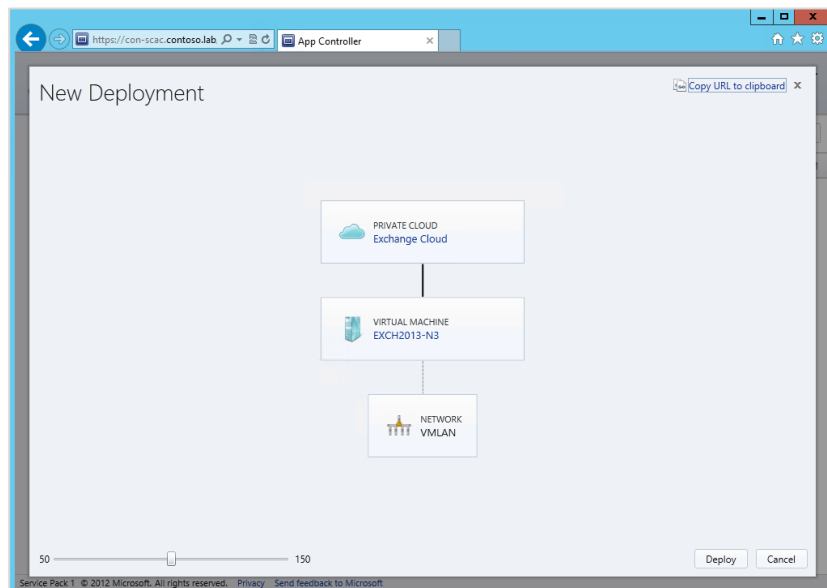 https://con-scac.contoso.lab
App Controller
New Deployment
Copy URL to clipboard
PRIVATE CLOUD
Exchange Cloud
VIRTUAL MACHINE
EXCH2013-N3
NETWORK
VMLAN
50
150
Deploy
Cancel
Service Pack 1 © 2012 Microsoft. All rights reserved. Privacy Send feedback to Microsoft